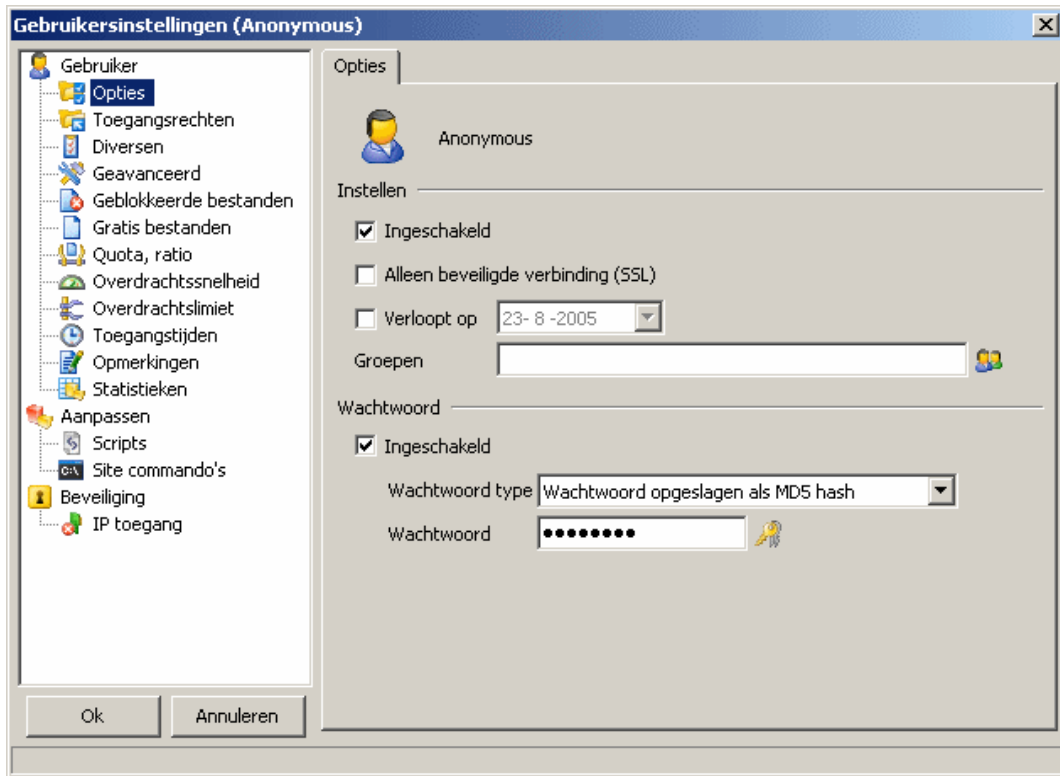 Gebruikersinstellingen (Anonymous)
Gebruiker
Opties
Toegangsrechten
Diversen
Geavanceerd
Geblokkeerde bestanden
Gratis bestanden
Quota, ratio
Overdrachtssnelheid
Overdrachtslimiet
Toegangstijden
Opmerkingen
Statistieken
Aanpassen
Scripts
Site commando's
Beveiliging
IP toegang
Ok
Annuleren
Opties
Anonymous
Instellen
Ingeschakeld
Alleen beveiligde verbinding (SSL)
Verloopt op 23- 8 -2005
Groepen
Wachtwoord
Ingeschakeld
Wachtwoord type Wachtwoord opgeslagen als MD5 hash
Wachtwoord ●●●●●●●●